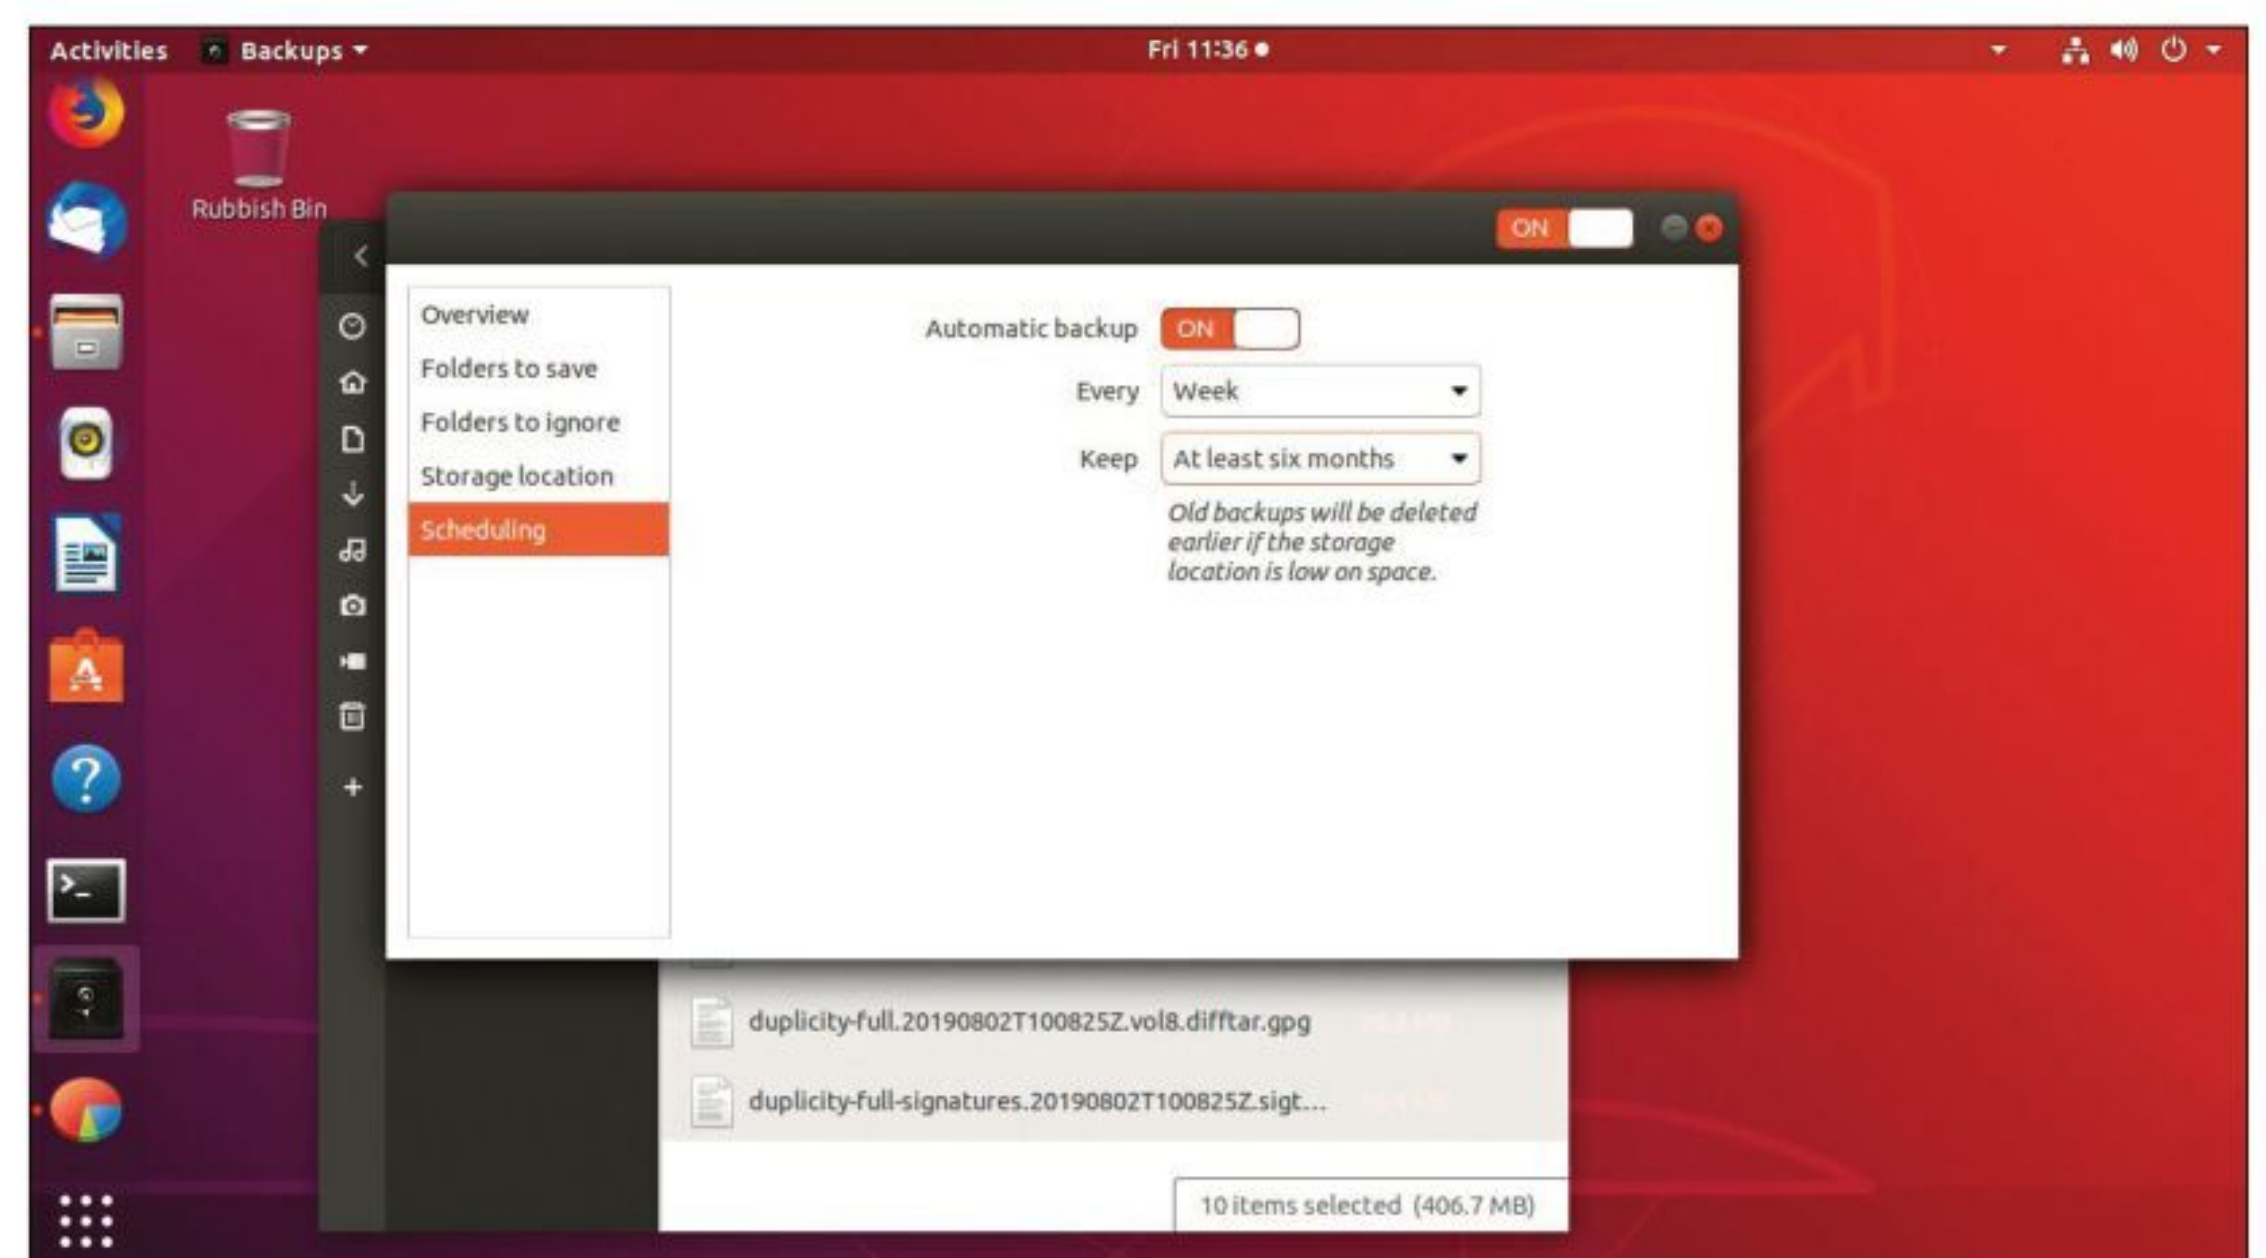 Activities Backups Fri 11:36
Rubbish Bin
ON
Overview
Folders to save
Folders to ignore
Storage location
Scheduling
Automatic backup ON
Every Week
Keep At least six months
Old backups will be deleted
earlier if the storage
location is low on space.
duplicity-full.20190802T100825Z.vol8.difftar.gpg
duplicity-full-signatures.20190802T100825Z.sigt...
10 items selected (406.7 MB)